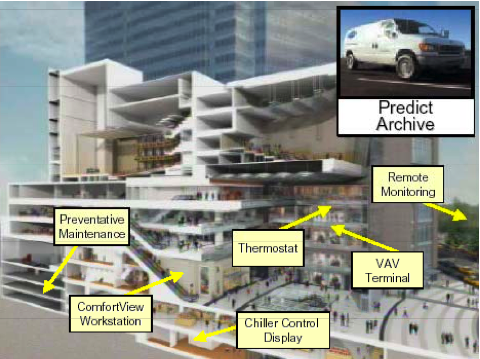 Predict
Archive
Remote
Monitoring
Preventative
Maintenance
Thermostat
VAV
Terminal
ComfortView
Workstation
Chiller Control
Display